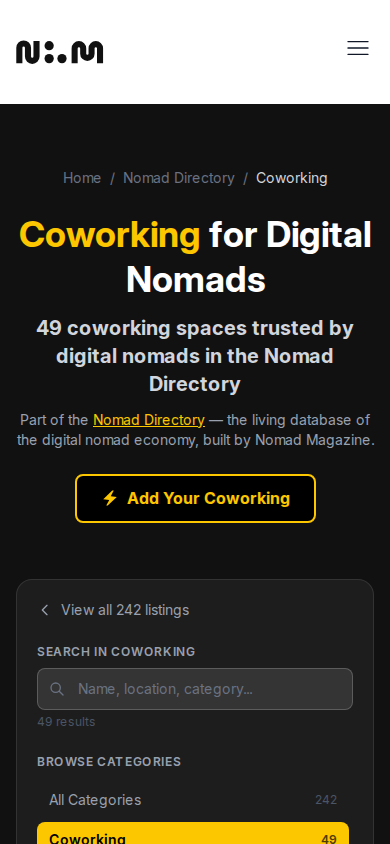 N:.M
Home / Nomad Directory / Coworking
Coworking for Digital
Nomads
49 coworking spaces trusted by
digital nomads in the Nomad
Directory
Part of the Nomad Directory — the living database of
the digital nomad economy, built by Nomad Magazine.
Add Your Coworking
View all 242 listings
SEARCH IN COWORKING
Name, location, category...
49 results
BROWSE CATEGORIES
All Categories 242
Coworking 49